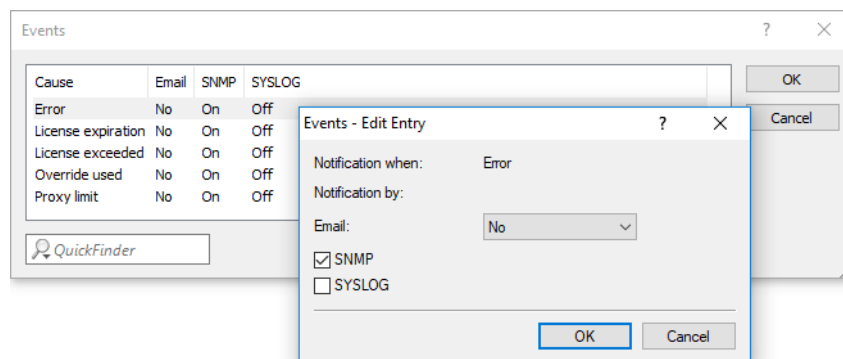 Events ?
Cause Email SNMP SYSLOG
Error No On Off
License expiration No On Off
License exceeded No On Off
Override used No On Off
Proxy limit No On Off
QuickFinder
OK
Cancel
Events - Edit Entry ?
Notification when: Error
Notification by:
Email: No
SNMP
SYSLOG
OK Cancel